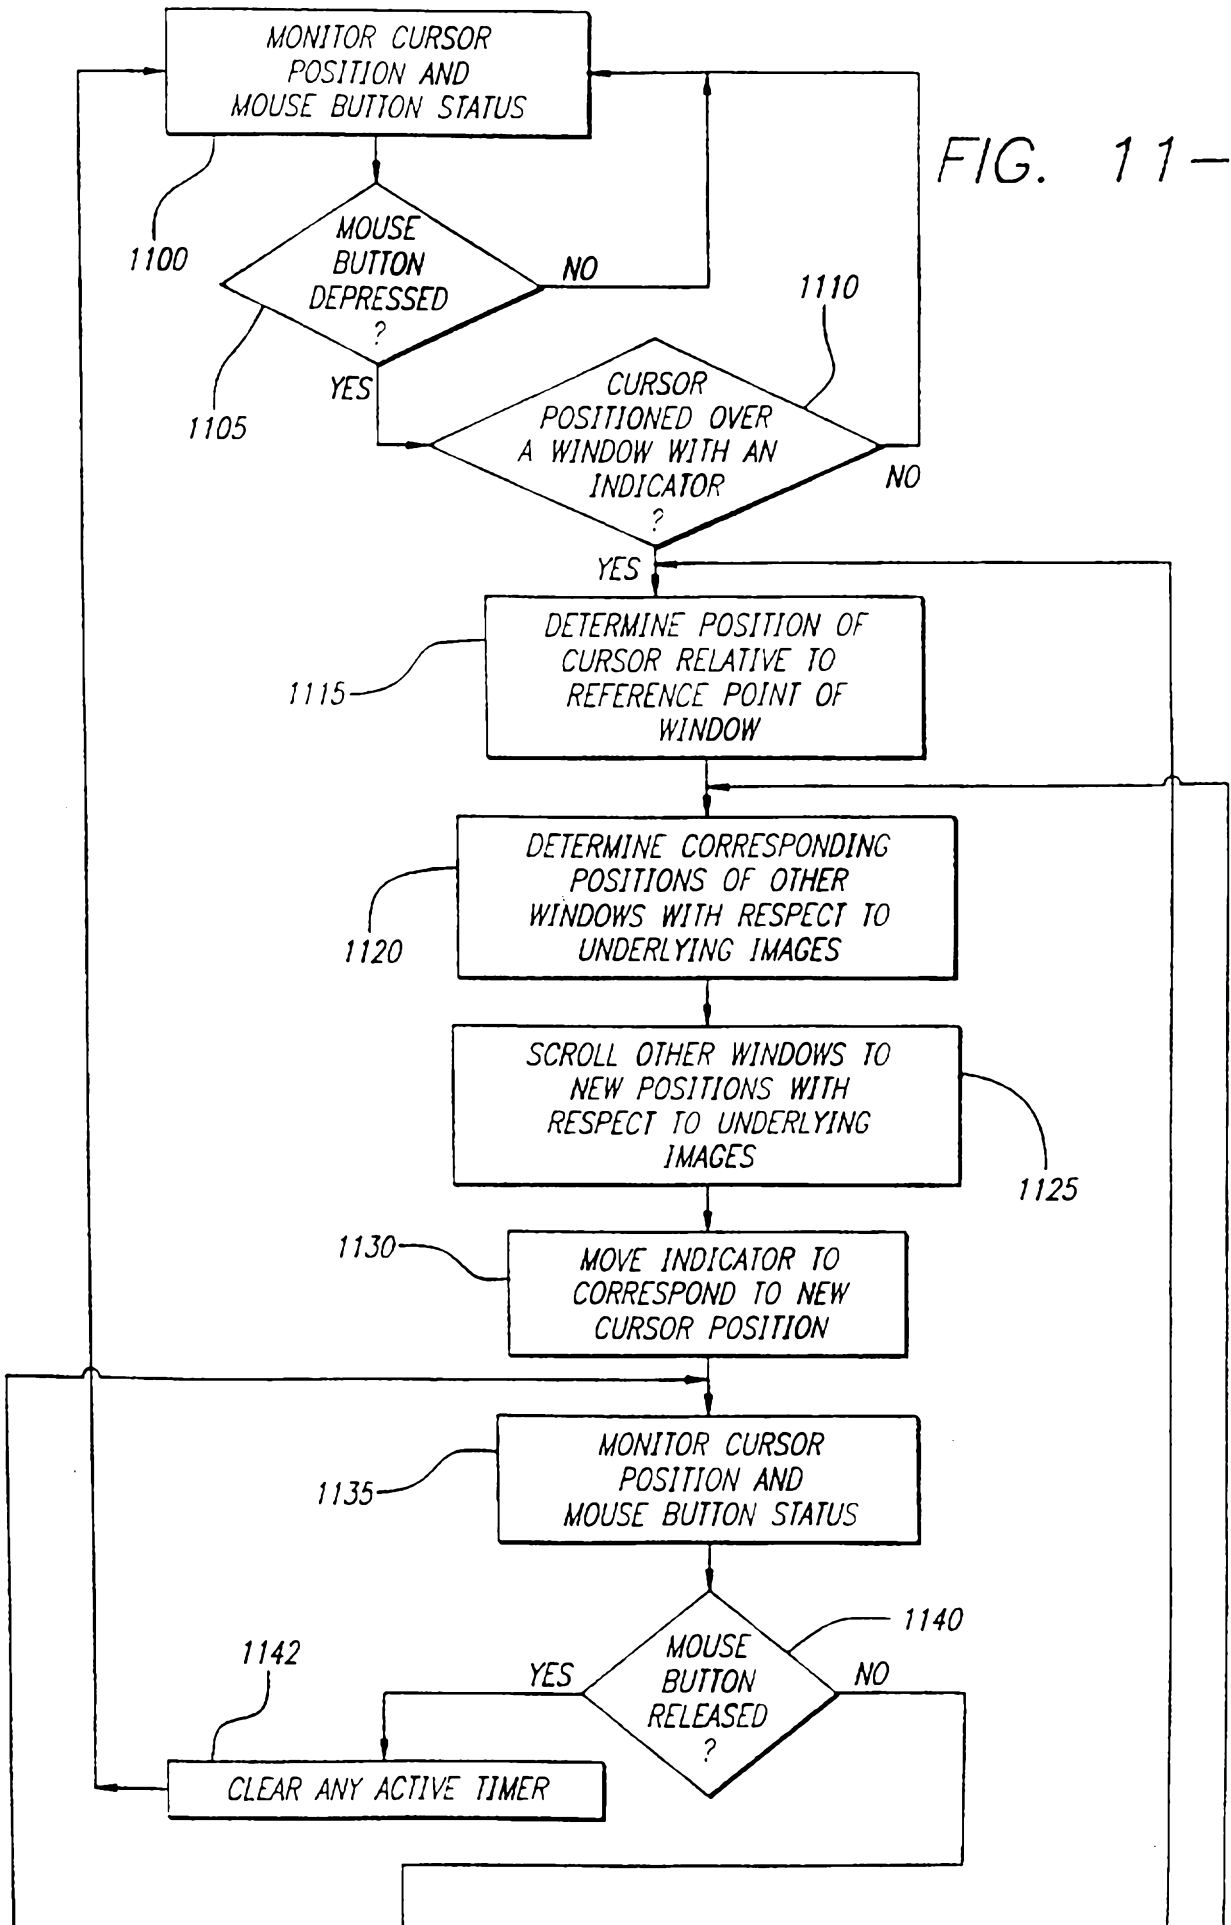 MONITOR CURSOR
POSITION AND
MOUSE BUTTON STATUS
FIG. 11-
1100
MOUSE
BUTTON
DEPRESSED
?
NO
1110
YES
1105
CURSOR
POSITIONED OVER
A WINDOW WITH AN
INDICATOR
?
NO
YES
DETERMINE POSITION OF
CURSOR RELATIVE TO
REFERENCE POINT OF
WINDOW
1115
DETERMINE CORRESPONDING
POSITIONS OF OTHER
WINDOWS WITH RESPECT TO
UNDERLYING IMAGES
1120
SCROLL OTHER WINDOWS TO
NEW POSITIONS WITH
RESPECT TO UNDERLYING
IMAGES
1125
1130
MOVE INDICATOR TO
CORRESPOND TO NEW
CURSOR POSITION
MONITOR CURSOR
POSITION AND
MOUSE BUTTON STATUS
1135
1140
MOUSE
BUTTON
RELEASED
?
YES
NO
1142
CLEAR ANY ACTIVE TIMER